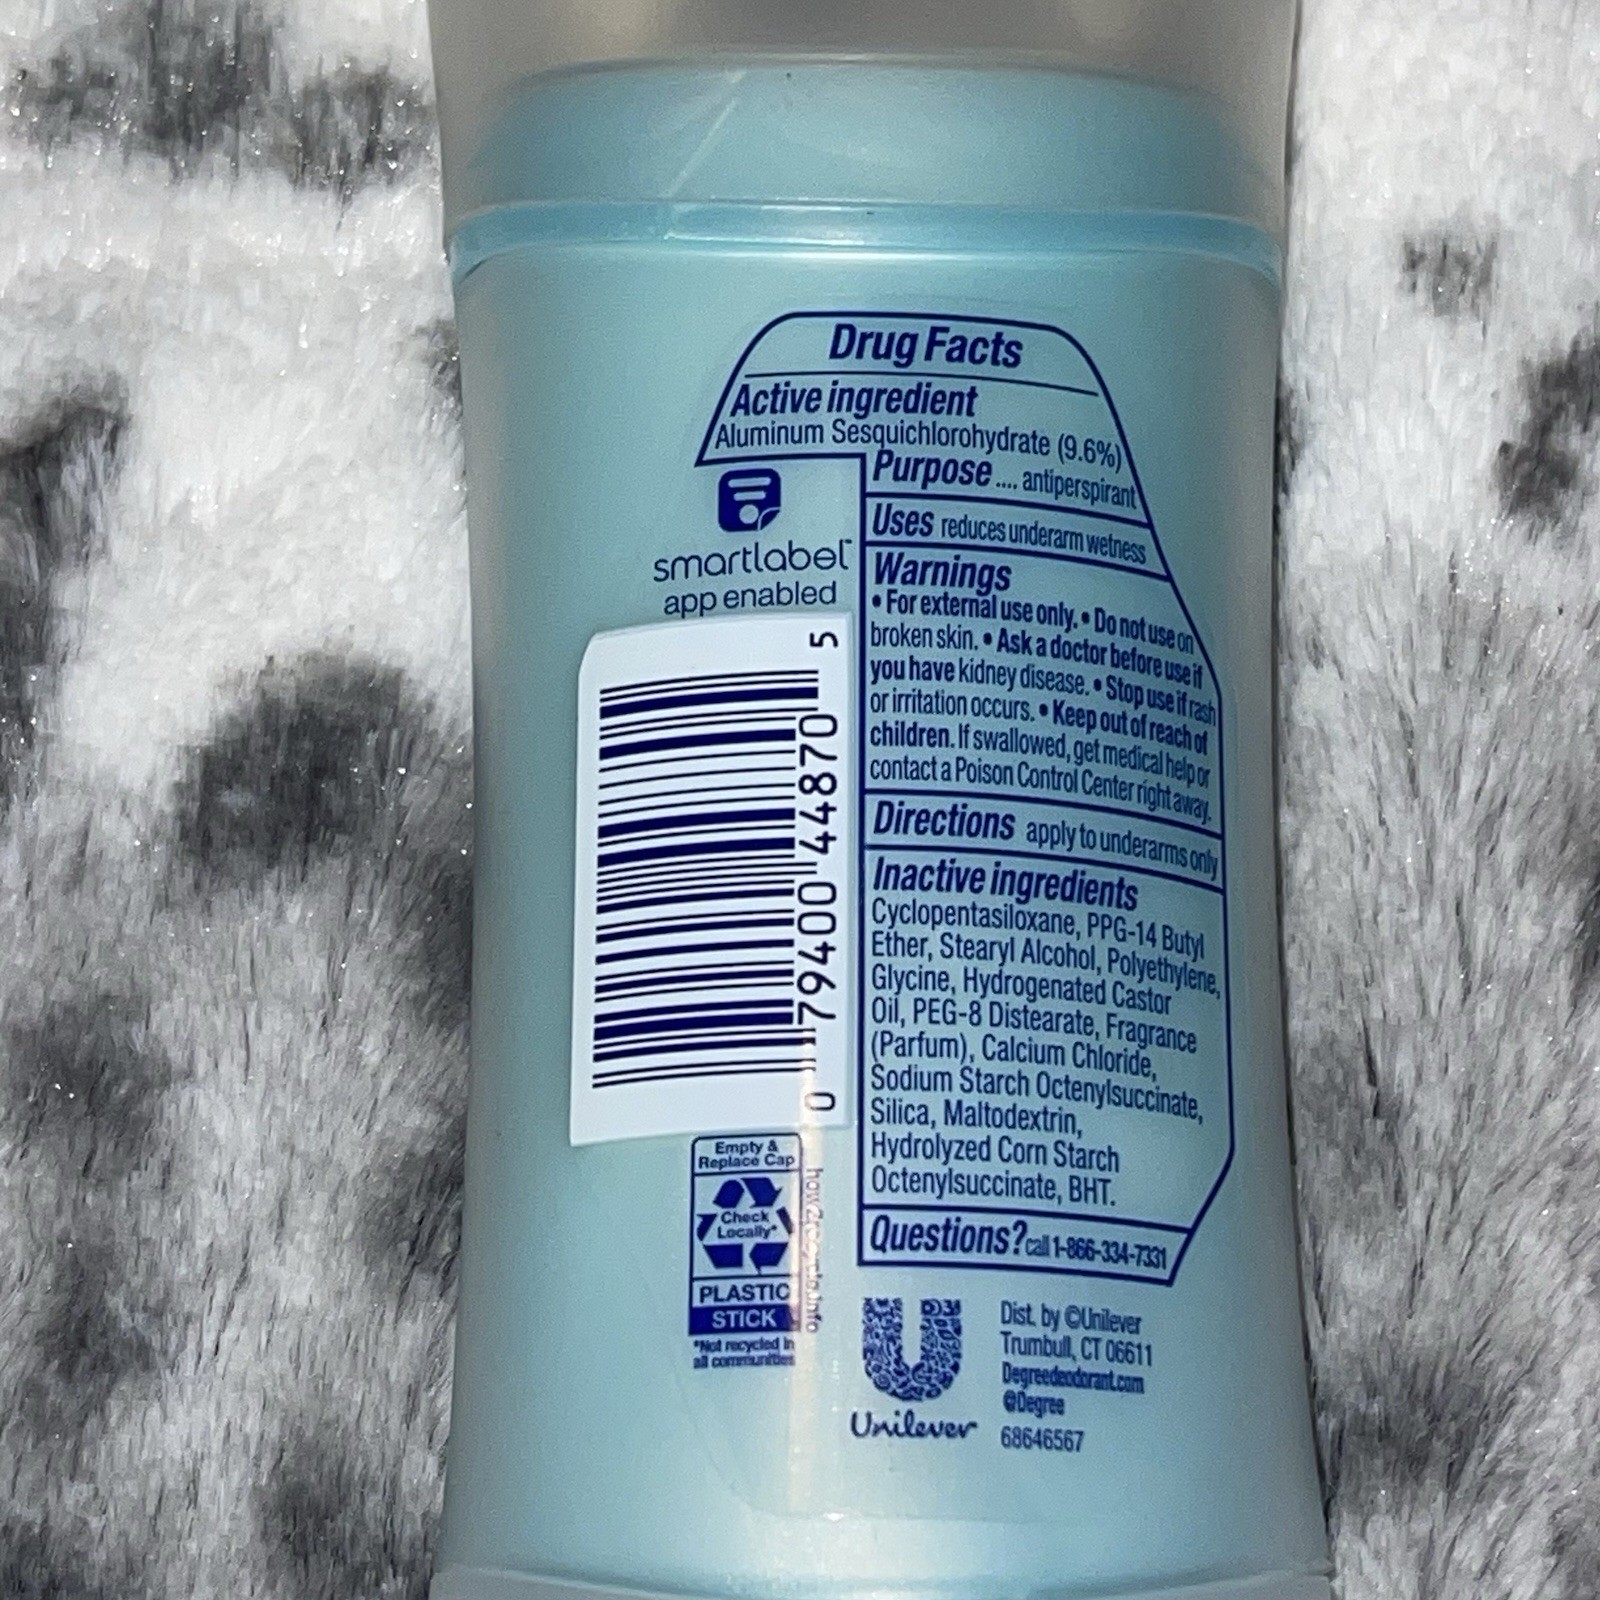 Drug Facts
Active ingredient
Aluminum Sesquichlorohydrate (9.6%)
Purpose .... antiperspirant
Uses reduces underarm wetness
Warnings
• For external use only. • Do not use on
broken skin. • Ask a doctor before use if
you have kidney disease. • Stop use if rash
or irritation occurs. • Keep out of reach of
children. If swallowed, get medical help or
contact a Poison Control Center right away.
Directions apply to underarms only
Inactive ingredients
Cyclopentasiloxane, PPG-14 Butyl
Ether, Stearyl Alcohol, Polyethylene,
Glycine, Hydrogenated Castor
Oil, PEG-8 Distearate, Fragrance
(Parfum), Calcium Chloride,
Sodium Starch Octenylsuccinate,
Silica, Maltodextrin,
Hydrolyzed Corn Starch
Octenylsuccinate, BHT.
Questions? call 1-866-334-7331
smartlabel™
app enabled
0 79400 44870 5
Empty &
Replace Cap
Check
Locally*
PLASTIC
STICK
*Not recycled in
all communities
Unilever
Dist. by ©Unilever
Trumbull, CT 06611
Degreedeodorant.com
@Degree
68646567